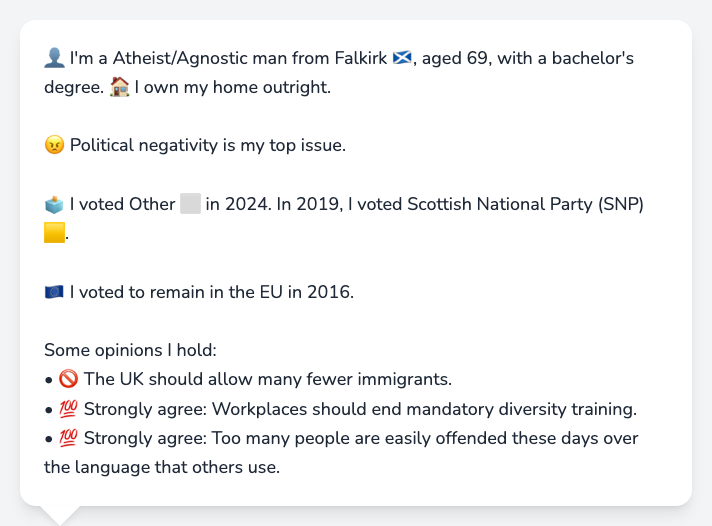 👤 I'm a Atheist/Agnostic man from Falkirk 🏴󠁧󠁢󠁳󠁣󠁴󠁿, aged 69, with a bachelor's
degree. 🏠 I own my home outright.
😠 Political negativity is my top issue.
🗳️ I voted Other ⬜ in 2024. In 2019, I voted Scottish National Party (SNP)
🟨.
🇪🇺 I voted to remain in the EU in 2016.
Some opinions I hold:
• 🚫 The UK should allow many fewer immigrants.
• 💯 Strongly agree: Workplaces should end mandatory diversity training.
• 💯 Strongly agree: Too many people are easily offended these days over
the language that others use.